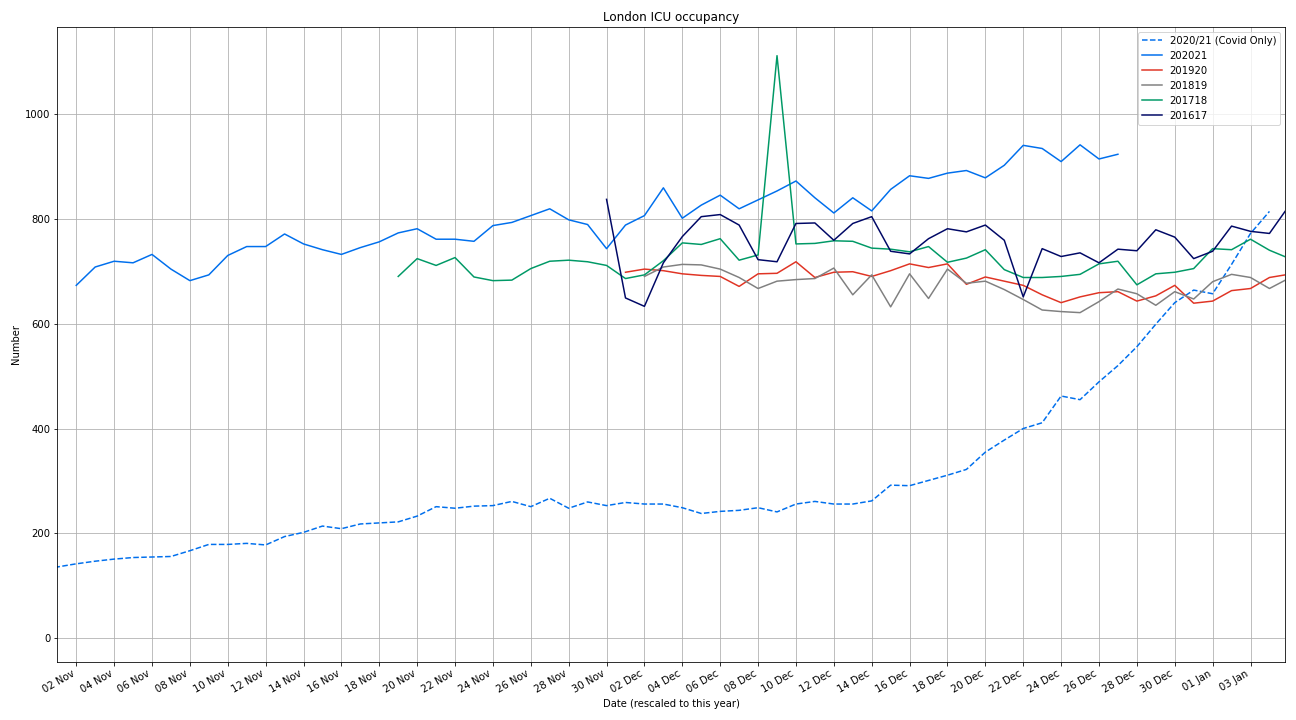 London ICU occupancy
2020/21 (Covid Only)
202021
201920
201819
201718
201617
1000
800
600
400
200
0
Number
02 Nov
04 Nov
06 Nov
08 Nov
10 Nov
12 Nov
14 Nov
16 Nov
18 Nov
20 Nov
22 Nov
24 Nov
26 Nov
28 Nov
30 Nov
02 Dec
04 Dec
06 Dec
08 Dec
10 Dec
12 Dec
14 Dec
16 Dec
18 Dec
20 Dec
22 Dec
24 Dec
26 Dec
28 Dec
30 Dec
01 Jan
03 Jan
Date (rescaled to this year)